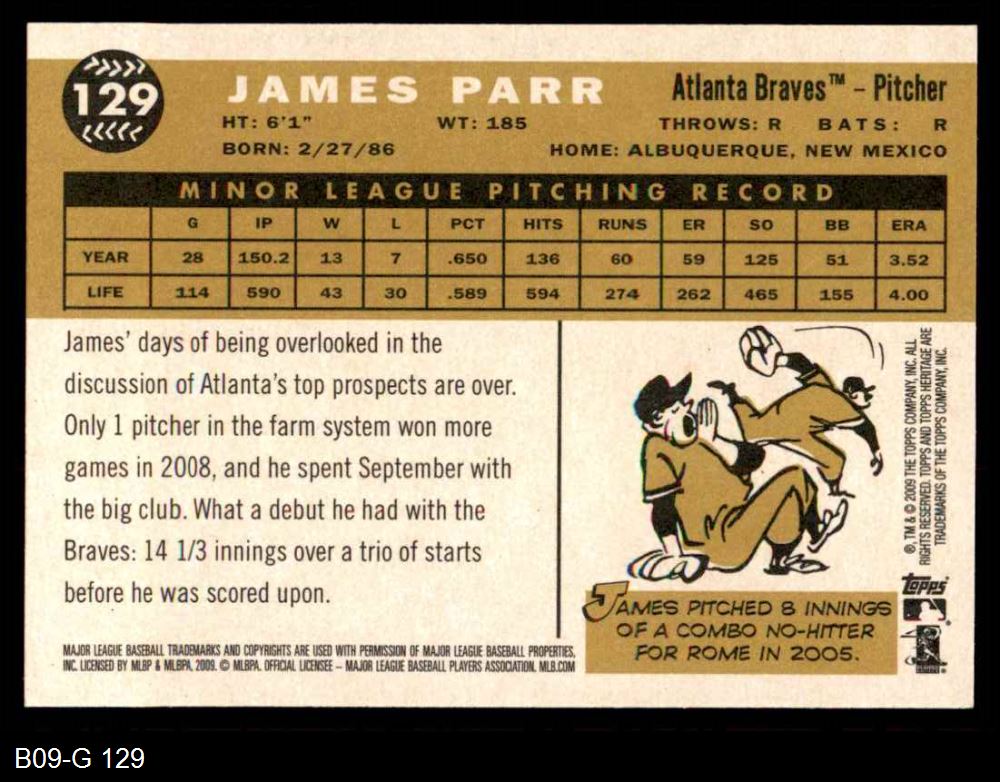 129
JAMES PARR
Atlanta Braves™ – Pitcher
HT: 6'1" WT: 185 THROWS: R BATS: R
BORN: 2/27/86 HOME: ALBUQUERQUE, NEW MEXICO
MINOR LEAGUE PITCHING RECORD
G IP W L PCT HITS RUNS ER SO BB ERA
YEAR 28 150.2 13 7 .650 136 60 59 125 51 3.52
LIFE 114 590 43 30 .589 594 274 262 465 155 4.00
James' days of being overlooked in the
discussion of Atlanta's top prospects are over.
Only 1 pitcher in the farm system won more
games in 2008, and he spent September with
the big club. What a debut he had with the
Braves: 14 1/3 innings over a trio of starts
before he was scored upon.
MAJOR LEAGUE BASEBALL TRADEMARKS AND COPYRIGHTS ARE USED WITH PERMISSION OF MAJOR LEAGUE BASEBALL PROPERTIES,
INC. LICENSED BY MLBP & MLBPA, 2009. © MLBPA. OFFICIAL LICENSEE – MAJOR LEAGUE BASEBALL PLAYERS ASSOCIATION. MLB.COM
JAMES PITCHED 8 INNINGS
OF A COMBO NO-HITTER
FOR ROME IN 2005.
®, TM & © 2009 THE TOPPS COMPANY, INC. ALL
RIGHTS RESERVED. TOPPS AND TOPPS HERITAGE ARE
TRADEMARKS OF THE TOPPS COMPANY, INC.
topps
B09-G 129